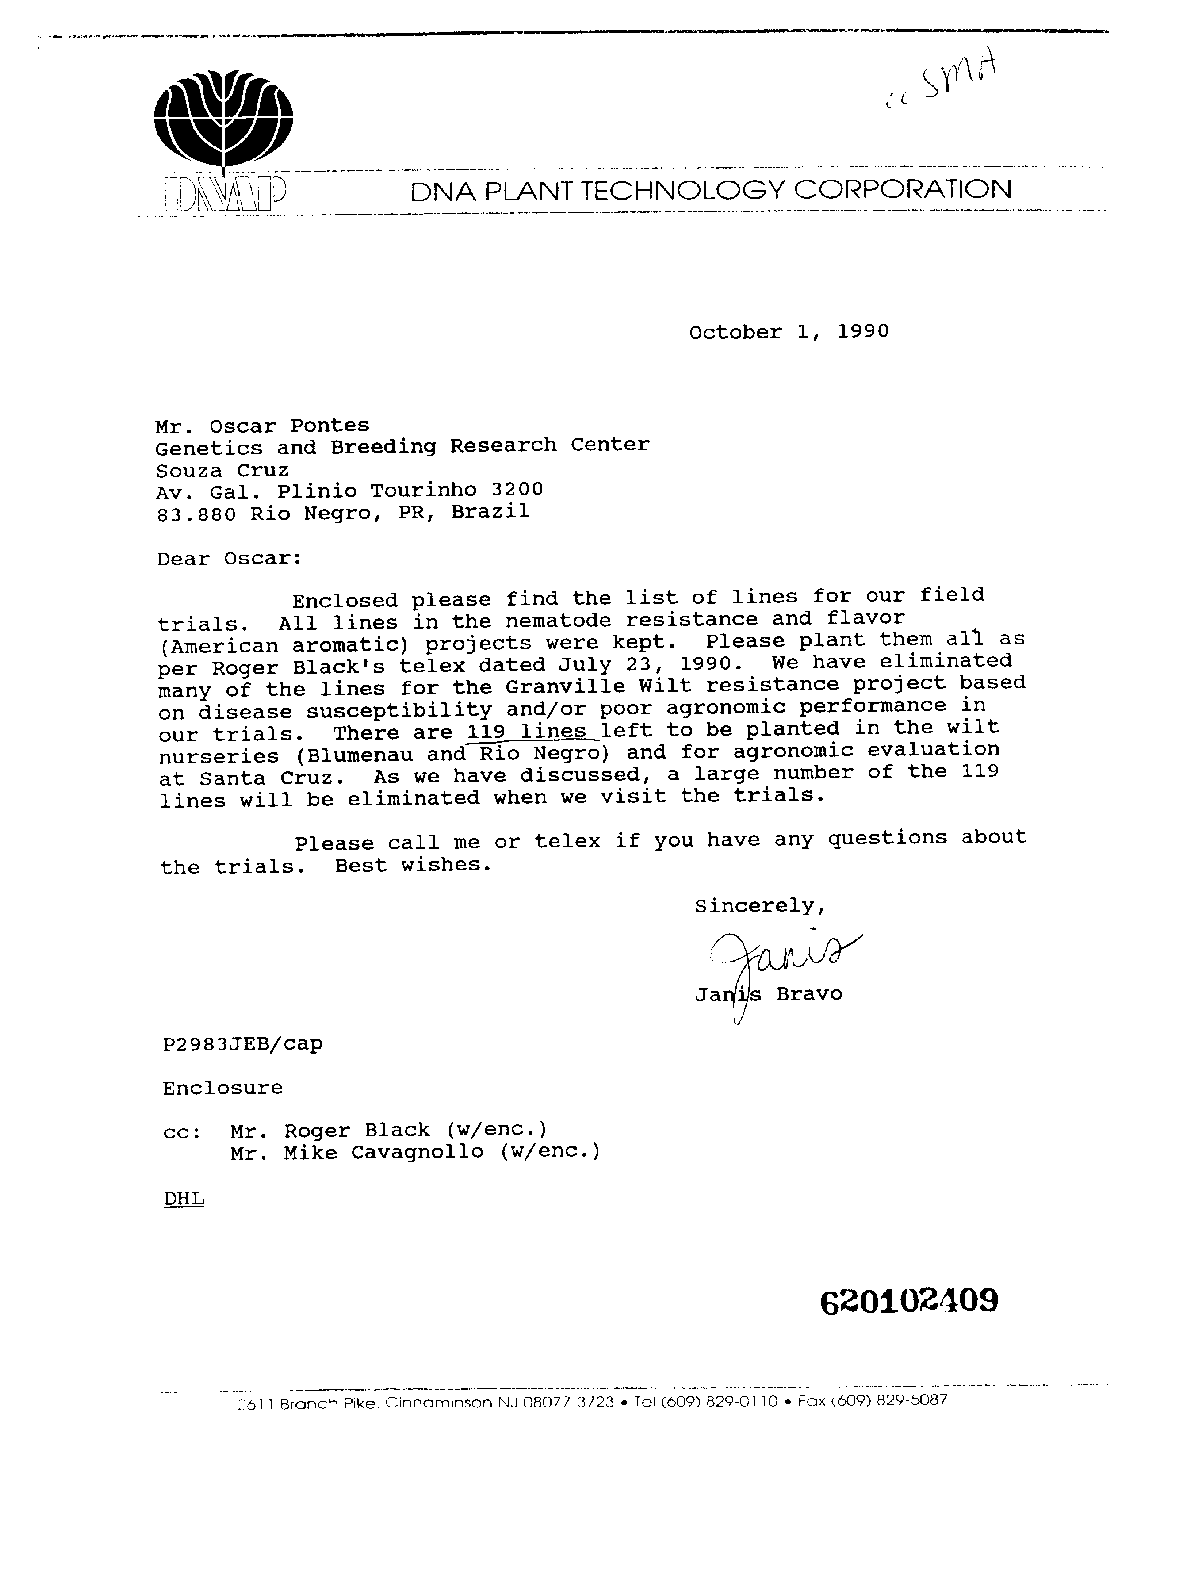 cc SMA
DNAP
DNA PLANT TECHNOLOGY CORPORATION
October 1, 1990
Mr. Oscar Pontes
Genetics and Breeding Research Center
Souza Cruz
Av. Gal. Plinio Tourinho 3200
83.880 Rio Negro, PR, Brazil
Dear Oscar:
Enclosed please find the list of lines for our field
trials. All lines in the nematode resistance and flavor
(American aromatic) projects were kept. Please plant them all as
per Roger Black's telex dated July 23, 1990. We have eliminated
many of the lines for the Granville Wilt resistance project based
on disease susceptibility and/or poor agronomic performance in
our trials. There are 119 lines left to be planted in the wilt
nurseries (Blumenau and Rio Negro) and for agronomic evaluation
at Santa Cruz. As we have discussed, a large number of the 119
lines will be eliminated when we visit the trials.
Please call me or telex if you have any questions about
the trials. Best wishes.
Sincerely,
Janis
Janis Bravo
P2983JEB/cap
Enclosure
cc: Mr. Roger Black (w/enc.)
Mr. Mike Cavagnollo (w/enc.)
DHL
620102409
2611 Branch Pike, Cinnaminson NJ 08077 3723 • Tel (609) 829-0110 • Fax (609) 829-5087